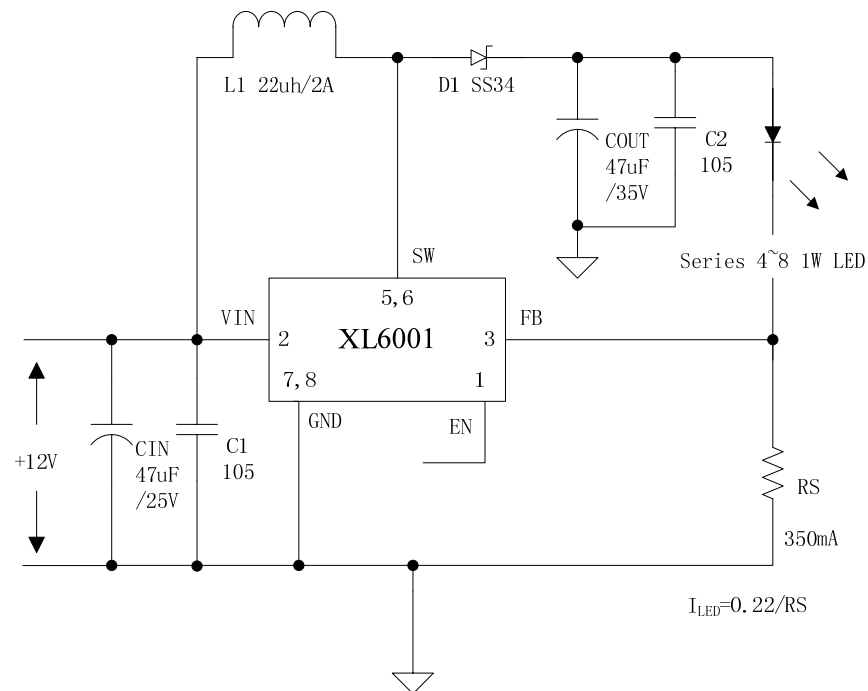 L1 22uh/2A
D1 SS34
COUT
47uF
/35V
C2
105
SW
Series 4~8 1W LED
5,6
VIN
FB
2
XL6001
3
7,8
1
GND
EN
+12V
CIN
47uF
/25V
C1
105
RS
350mA
ILED=0.22/RS